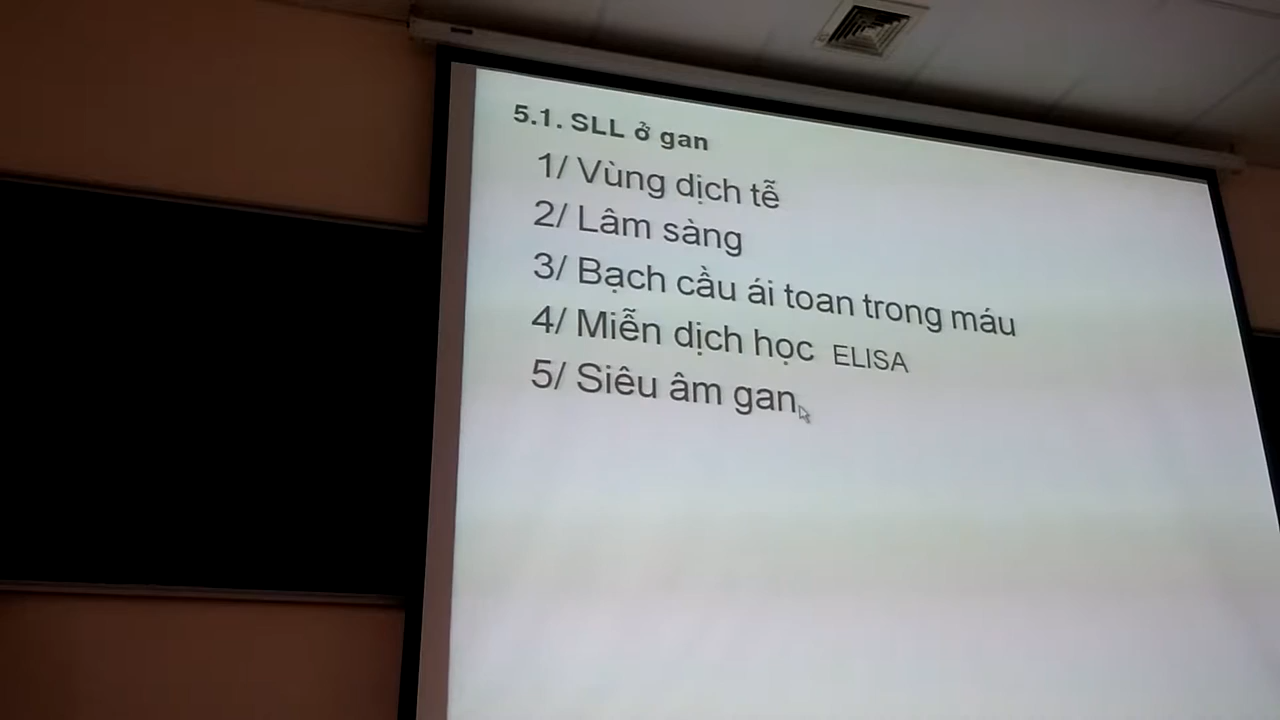 5.1. SLL ở gan
1/ Vùng dịch tễ
2/ Lâm sàng
3/ Bạch cầu ái toan trong máu
4/ Miễn dịch học ELISA
5/ Siêu âm gan